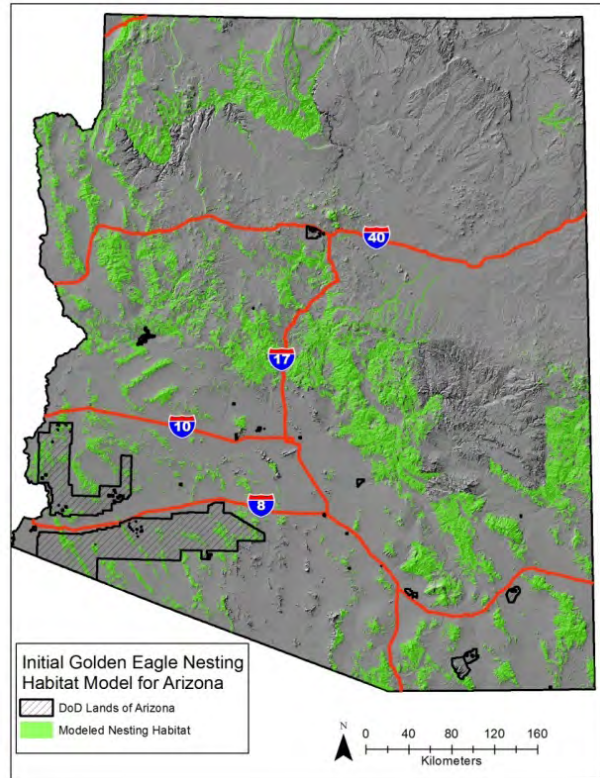 40
17
10
8
Initial Golden Eagle Nesting
Habitat Model for Arizona
DoD Lands of Arizona
Modeled Nesting Habitat
N
0 40 80 120 160
Kilometers